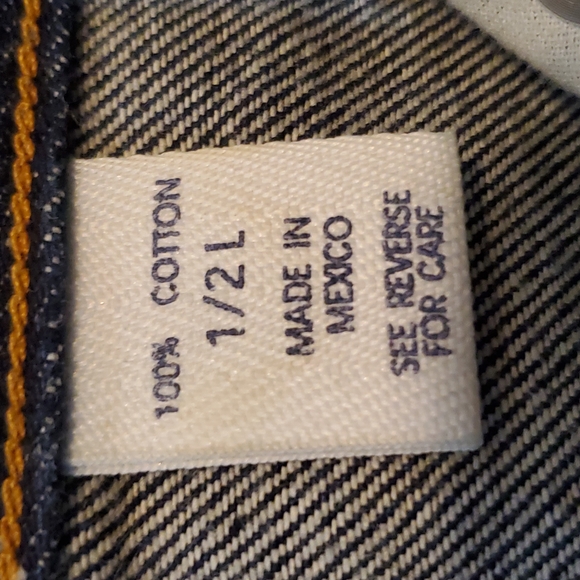 100% COTTON
1/2 L
MADE IN
MEXICO
SEE REVERSE
FOR CARE